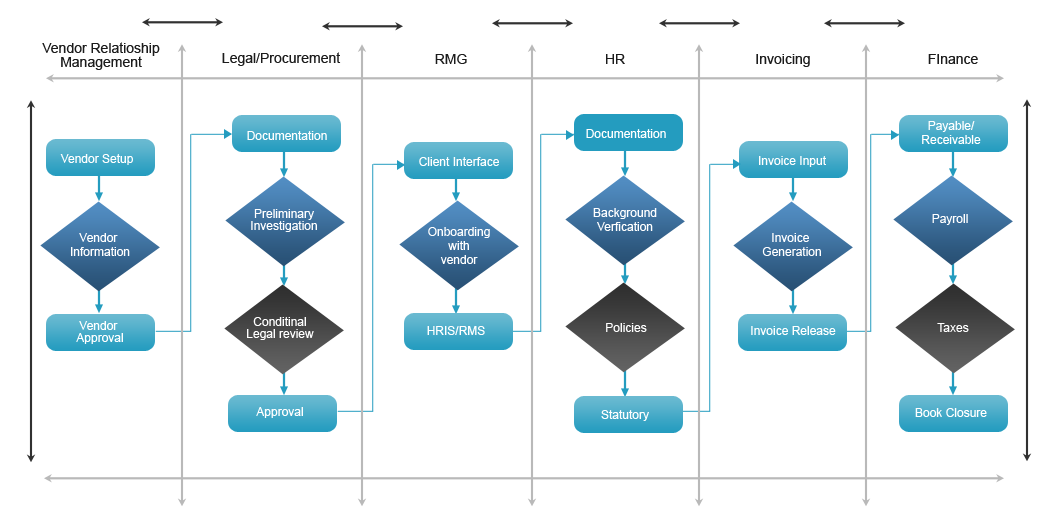 Vendor Relatioship
Management
Legal/Procurement
RMG
HR
Invoicing
FInance
Vendor Setup
Vendor
Information
Vendor
Approval
Documentation
Preliminary
Investigation
Conditinal
Legal review
Approval
Client Interface
Onboarding
with
vendor
HRIS/RMS
Documentation
Background
Verfication
Policies
Statutory
Invoice Input
Invoice
Generation
Invoice Release
Payable/
Receivable
Payroll
Taxes
Book Closure